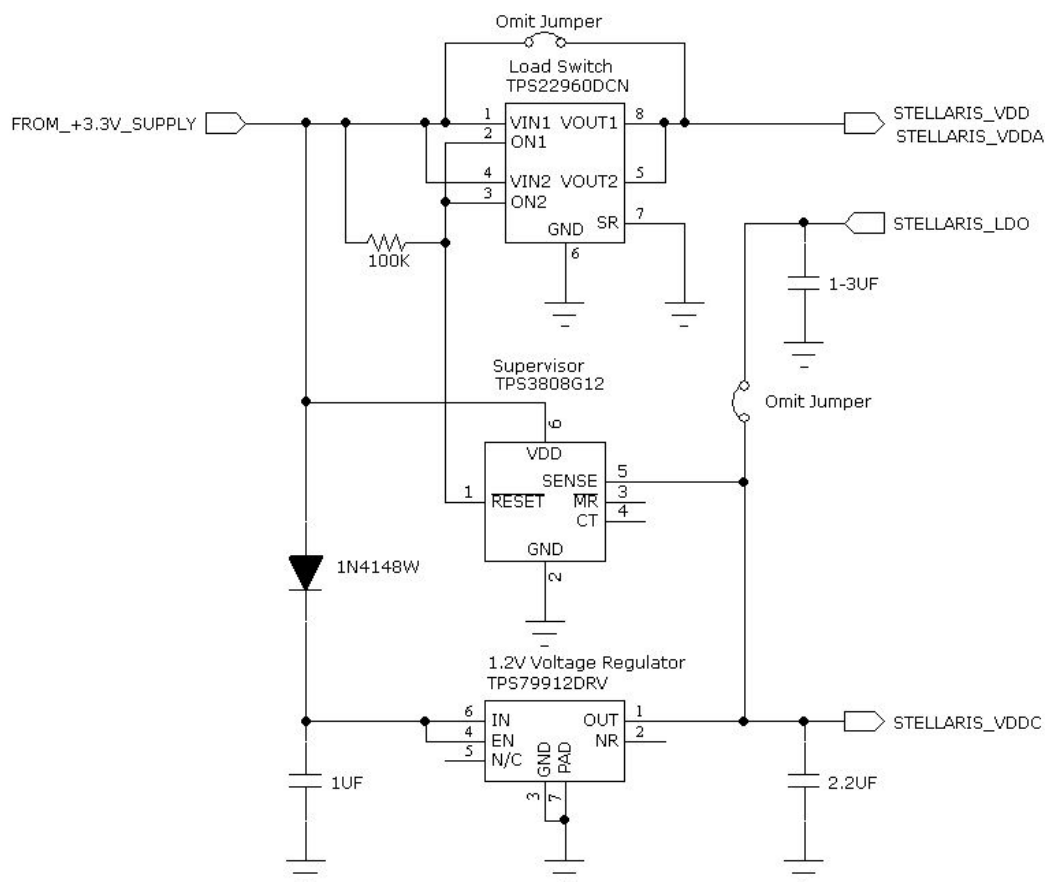 Omit Jumper
Load Switch
TPS22960DCN
FROM_+3.3V_SUPPLY
1 VIN1 VOUT1 8
2 ON1
4 VIN2 VOUT2 5
3 ON2
SR 7
GND
6
STELLARIS_VDD
STELLARIS_VDDA
STELLARIS_LDO
100K
1-3UF
Supervisor
TPS3808G12
Omit Jumper
6
VDD
SENSE 5
1 RESET MR 3
CT 4
GND
2
1N4148W
1.2V Voltage Regulator
TPS79912DRV
6 IN OUT 1
4 EN NR 2
5 N/C
GND PAD
3 7
STELLARIS_VDDC
1UF
2.2UF